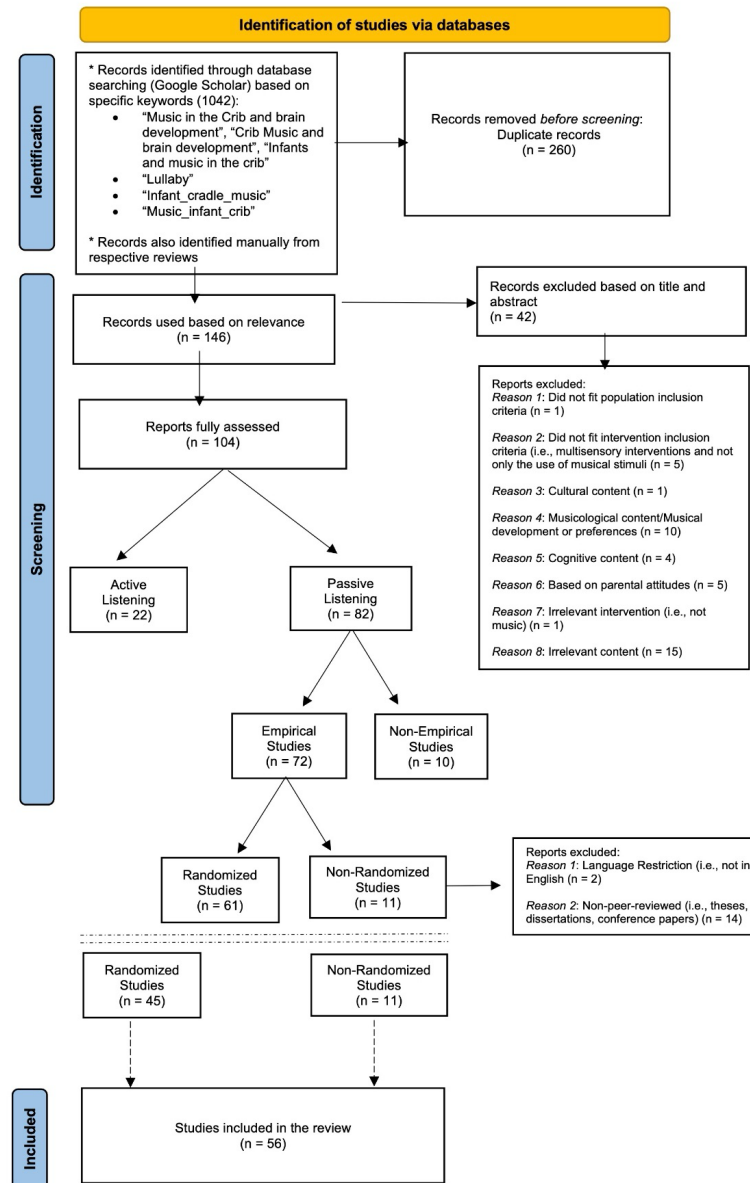 Identification of studies via databases
Identification
* Records identified through database
searching (Google Scholar) based on
specific keywords (1042):
• “Music in the Crib and brain
development”, “Crib Music and
brain development”, “Infants
and music in the crib”
• “Lullaby”
• “Infant_cradle_music”
• “Music_infant_crib”
* Records also identified manually from
respective reviews
Records removed before screening:
Duplicate records
(n = 260)
Screening
Records used based on relevance
(n = 146)
Records excluded based on title and
abstract
(n = 42)
Reports fully assessed
(n = 104)
Reports excluded:
Reason 1: Did not fit population inclusion
criteria (n = 1)
Reason 2: Did not fit intervention inclusion
criteria (i.e., multisensory interventions and not
only the use of musical stimuli (n = 5)
Reason 3: Cultural content (n = 1)
Reason 4: Musicological content/Musical
development or preferences (n = 10)
Reason 5: Cognitive content (n = 4)
Reason 6: Based on parental attitudes (n = 5)
Reason 7: Irrelevant intervention (i.e., not
music) (n = 1)
Reason 8: Irrelevant content (n = 15)
Active
Listening
(n = 22)
Passive
Listening
(n = 82)
Empirical
Studies
(n = 72)
Non-Empirical
Studies
(n = 10)
Randomized
Studies
(n = 61)
Non-Randomized
Studies
(n = 11)
Reports excluded:
Reason 1: Language Restriction (i.e., not in
English (n = 2)
Reason 2: Non-peer-reviewed (i.e., theses,
dissertations, conference papers) (n = 14)
Randomized
Studies
(n = 45)
Non-Randomized
Studies
(n = 11)
Included
Studies included in the review
(n = 56)